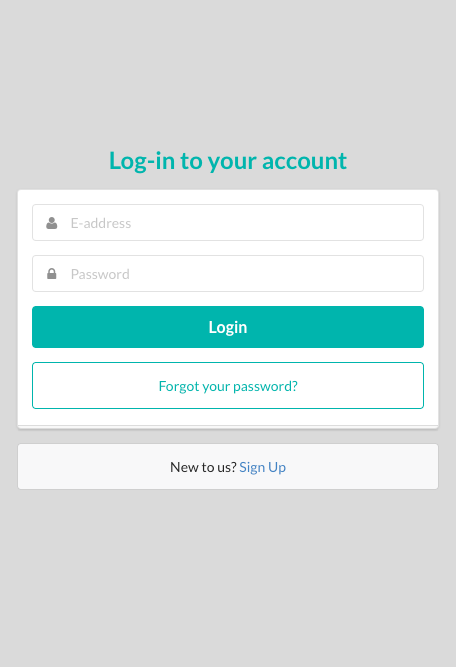 Log-in to your account
E-address
Password
Login
Forgot your password?
New to us? Sign Up